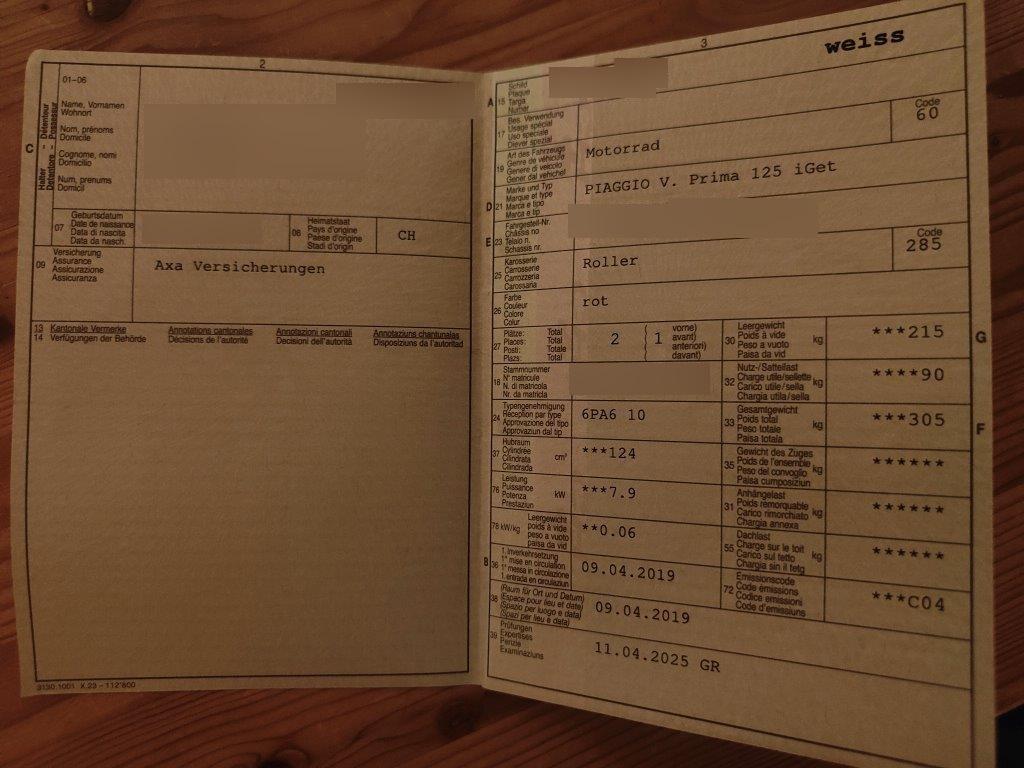 2
01-06
C
Halter Détenteur
Detentore Possessur
Name, Vornamen
Wohnort
Nom, prénoms
Domicile
Cognome, nomi
Domicilio
Num, prenums
Domicil
07
Geburtsdatum
Date de naissance
Data di nascita
Data da nasch.
08
Heimatstaat
Pays d'origine
Paese d'origine
Stadi d'origin
CH
09
Versicherung
Assurance
Assicurazione
Assicuranza
Axa Versicherungen
13 Kantonale Vermerke Annotations cantonales Annotazioni cantonali Annotaziuns chantunalas
14 Verfügungen der Behörde Décisions de l'autorité Decisioni dell'autorità Disposiziuns da l'autoritad
3130.1001 X.23 – 112'800
3
weiss
A 15
Schild
Plaque
Targa
Numer
17
Bes. Verwendung
Usage spécial
Uso speciale
Diever spezial
19
Art des Fahrzeugs
Genre de véhicule
Genere di veicolo
Gener dal vehichel
Motorrad
Code
60
D 21
Marke und Typ
Marque et type
Marca e tipo
Marca e tip
PIAGGIO V. Prima 125 iGet
E 23
Fahrgestell-Nr.
Châssis no
Telaio n.
Schassis nr.
25
Karosserie
Carrosserie
Carrozzeria
Carossaria
Roller
Code
285
26
Farbe
Couleur
Colore
Colur
rot
27
Plätze: Total
Places: Total
Posti: Totale
Plazs: Total
2
1
vorne)
avant)
anteriori)
davant)
30
Leergewicht
Poids à vide
Peso a vuoto
Paisa da vid
kg
***215
G
18
Stammnummer
N° matricule
N. di matricola
Nr. da matricla
32
Nutz-/Sattellast
Charge utile/sellette
Carico utile/sella
Chargia utila/sella
kg
****90
24
Typengenehmigung
Réception par type
Approvazione del tipo
Approvaziun dal tip
6PA6 10
33
Gesamtgewicht
Poids total
Peso totale
Paisa totala
kg
***305
F
37
Hubraum
Cylindrée
Cilindrata
Cilindrada
cm³
***124
35
Gewicht des Zuges
Poids de l'ensemble
Peso del convoglio
Paisa cumposiziun
kg
******
76
Leistung
Puissance
Potenza
Prestaziun
kW
***7.9
31
Anhängelast
Poids remorquable
Carico rimorchiato
Chargia annexa
kg
******
78 kW/kg
Leergewicht
poids à vide
peso a vuoto
paisa da vid
**0.06
55
Dachlast
Charge sur le toit
Carico sul tetto
Chargia sin il tetg
kg
******
B 36
1. Inverkehrsetzung
1re mise en circulation
1a messa in circolazione
1. entrada en circulaziun
09.04.2019
72
Emissionscode
Code émissions
Codice emissioni
Code d'emissiuns
***C04
38
(Raum für Ort und Datum)
(Espace pour lieu et date)
(Spazio per luogo e data)
(Spazi per lieu e data)
09.04.2019
39
Prüfungen
Expertises
Perizie
Examinaziuns
11.04.2025 GR